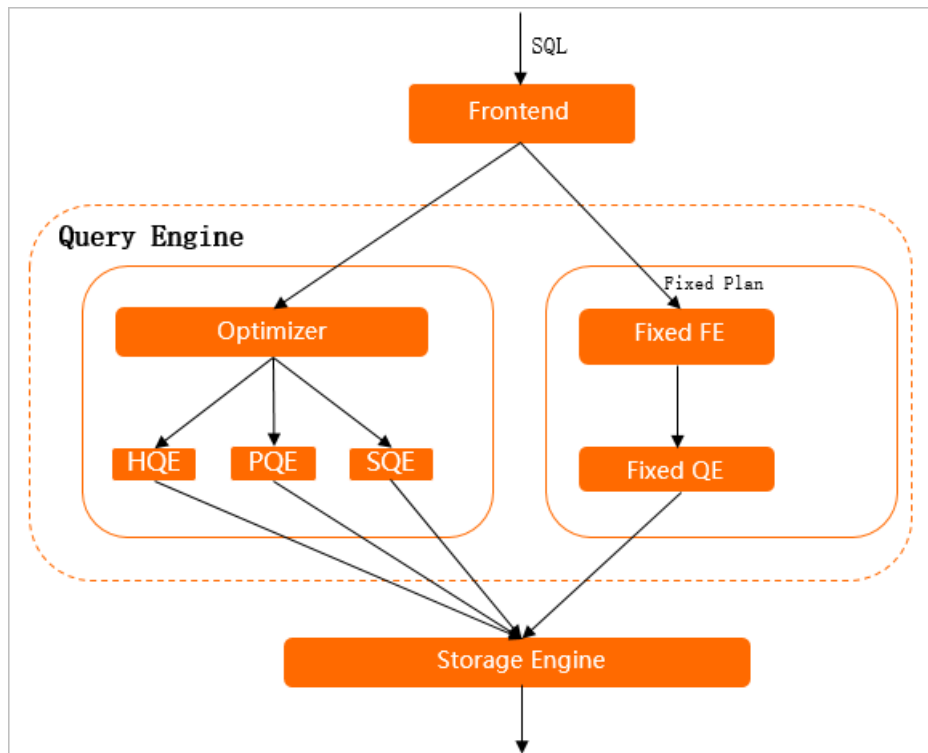 SQL
Frontend
Query Engine
Fixed Plan
Optimizer
Fixed FE
HQE
PQE
SQE
Fixed QE
Storage Engine